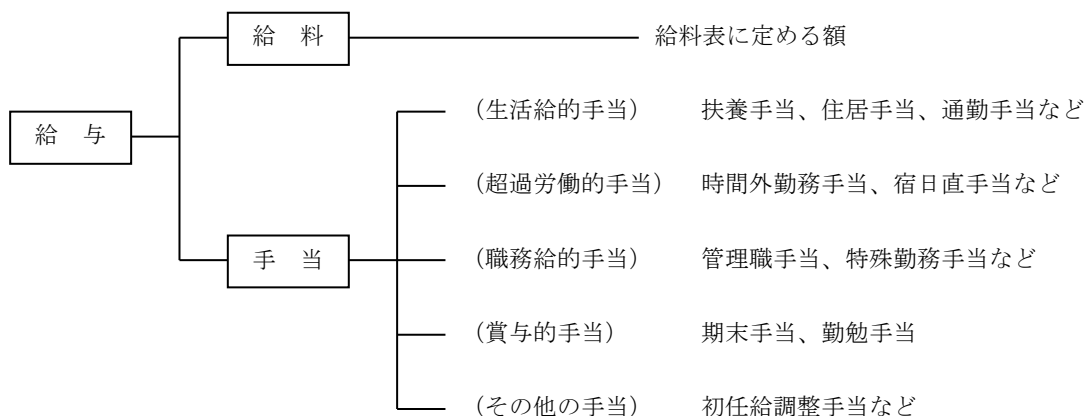 給　料
給料表に定める額
給　与
（生活給的手当）　扶養手当、住居手当、通勤手当など
（超過労働的手当）　時間外勤務手当、宿日直手当など
手　当
（職務給的手当）　管理職手当、特殊勤務手当など
（賞与的手当）　期末手当、勤勉手当
（その他の手当）　初任給調整手当など